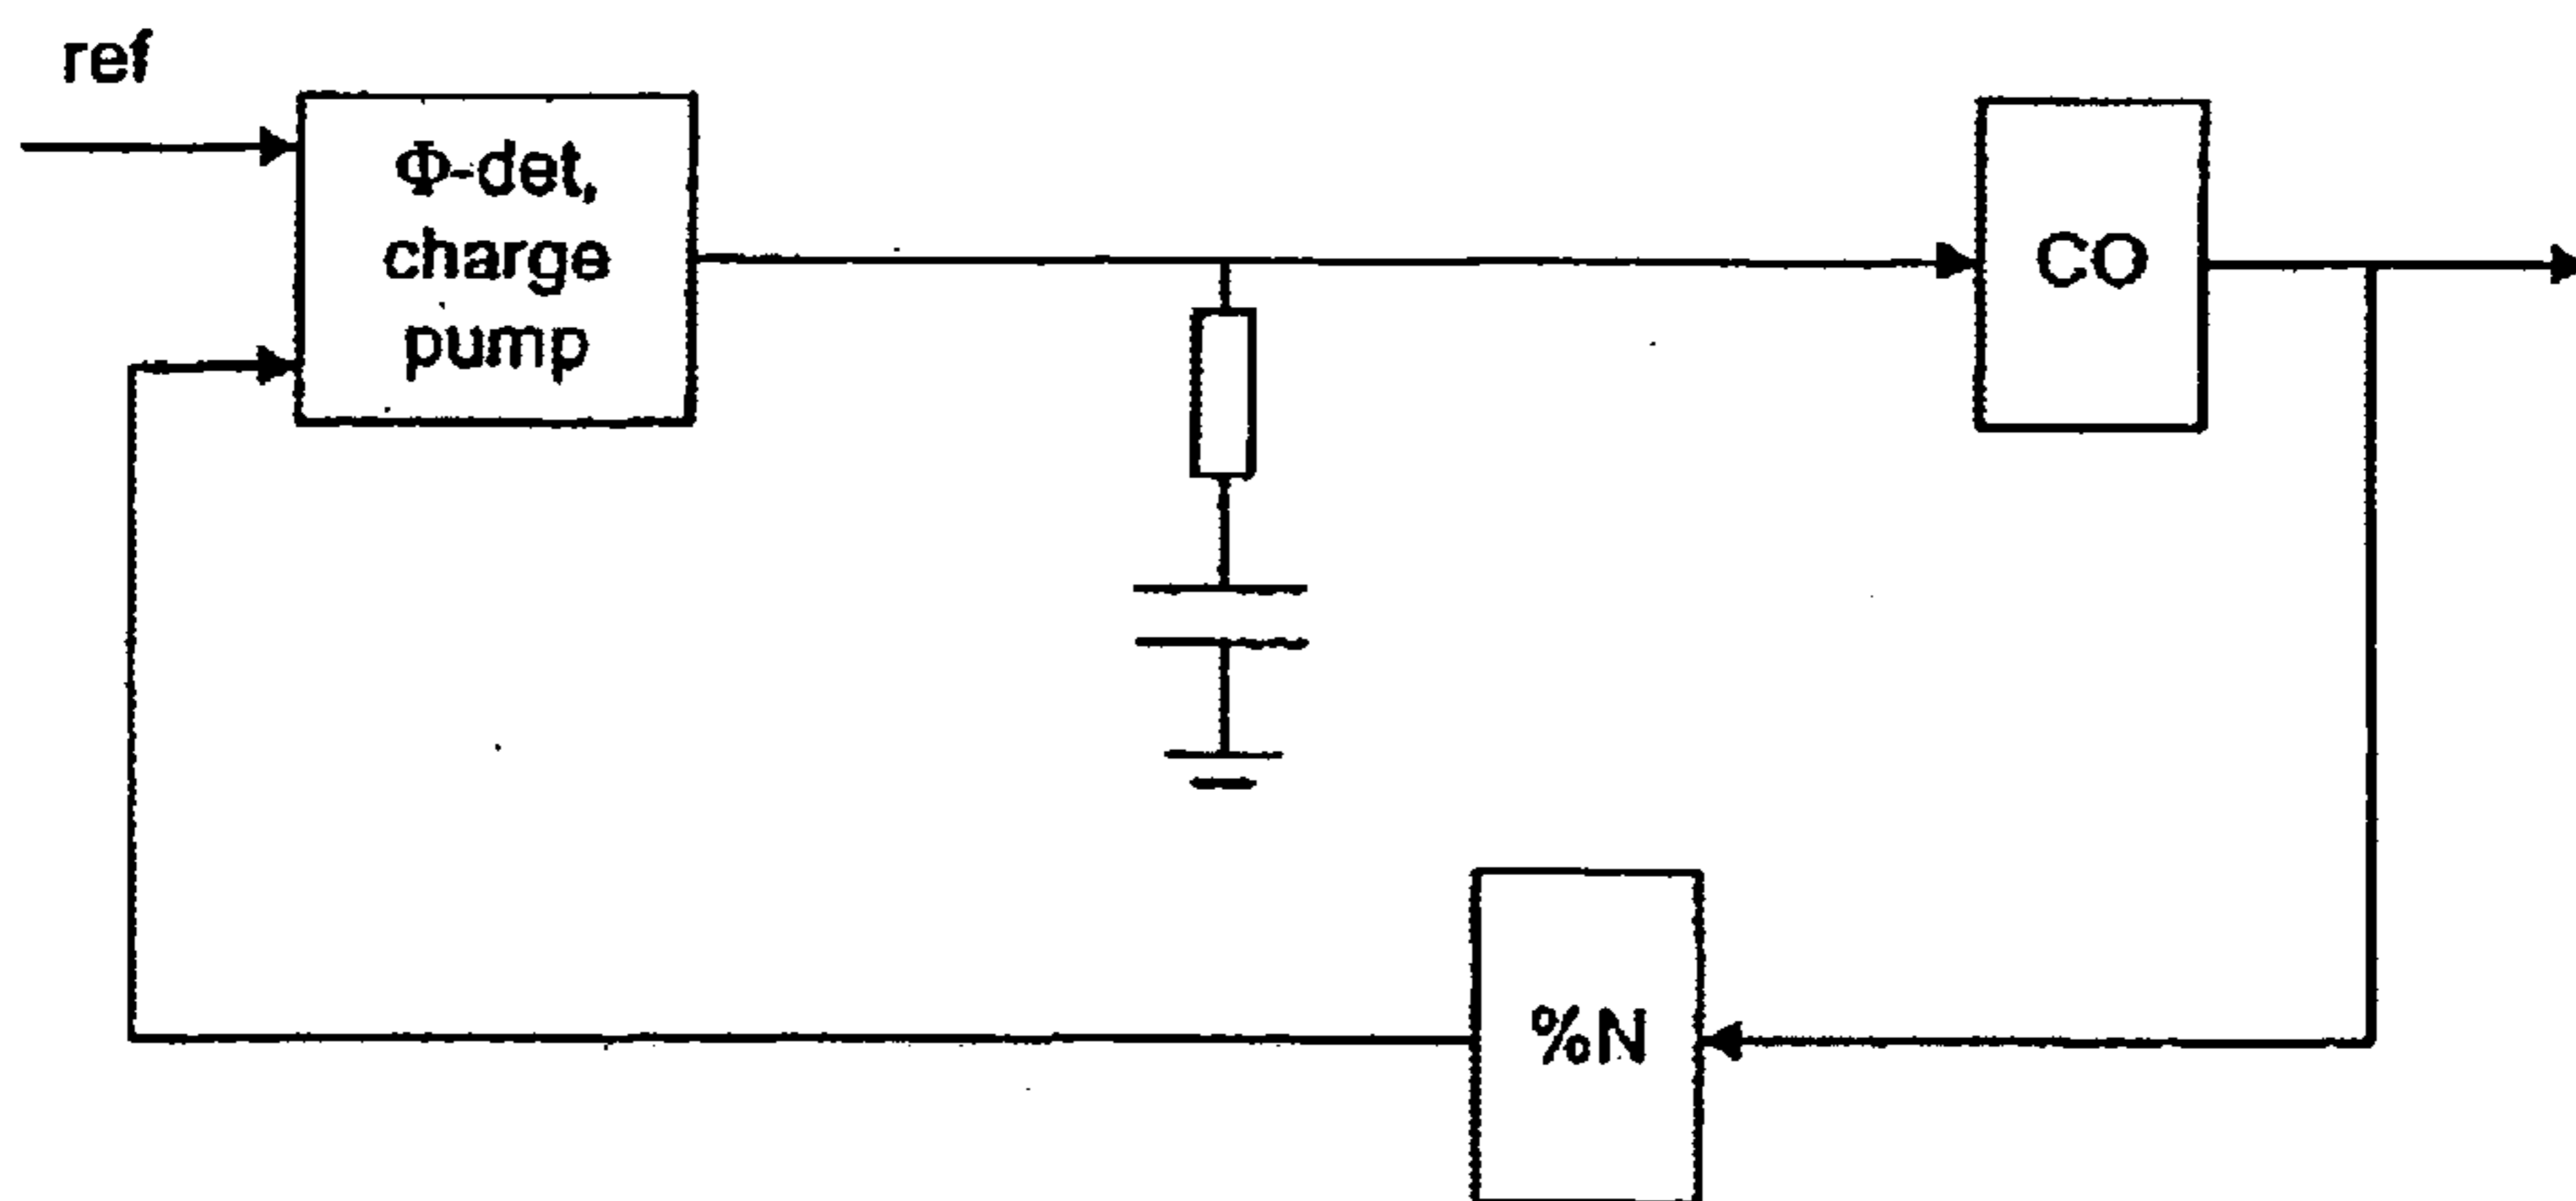 ref
Φ-det,
charge
pump
CO
%N